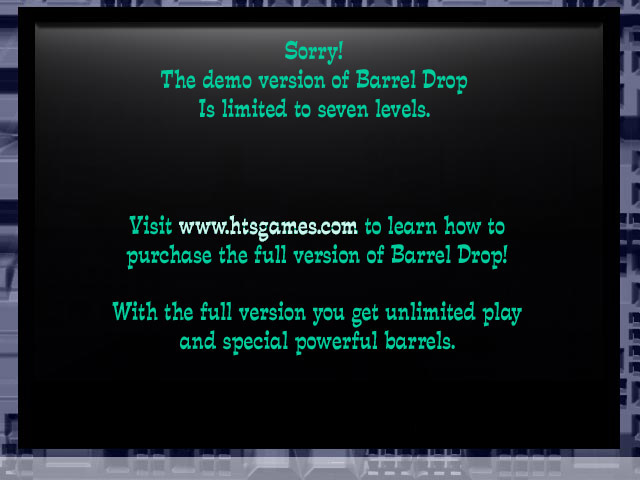 Sorry!
The demo version of Barrel Drop
Is limited to seven levels.
Visit www.htsgames.com to learn how to
purchase the full version of Barrel Drop!
With the full version you get unlimited play
and special powerful barrels.